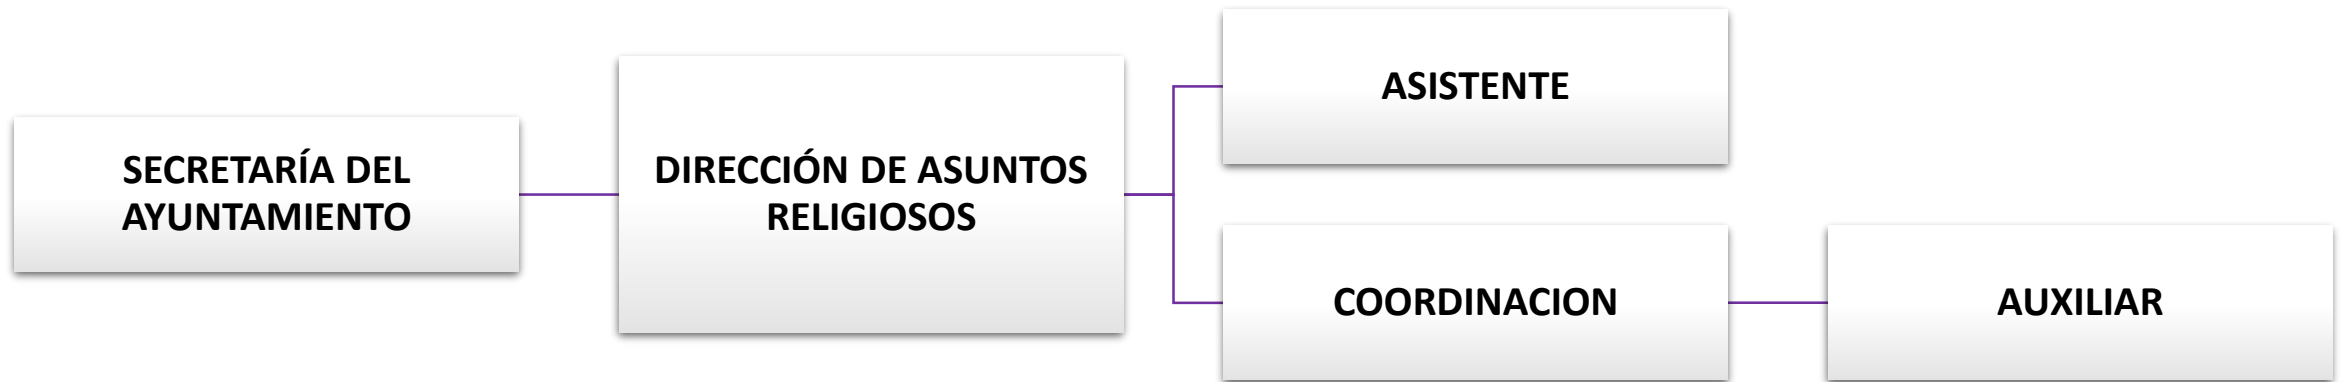 SECRETARÍA DEL
AYUNTAMIENTO
DIRECCIÓN DE ASUNTOS
RELIGIOSOS
ASISTENTE
COORDINACION
AUXILIAR